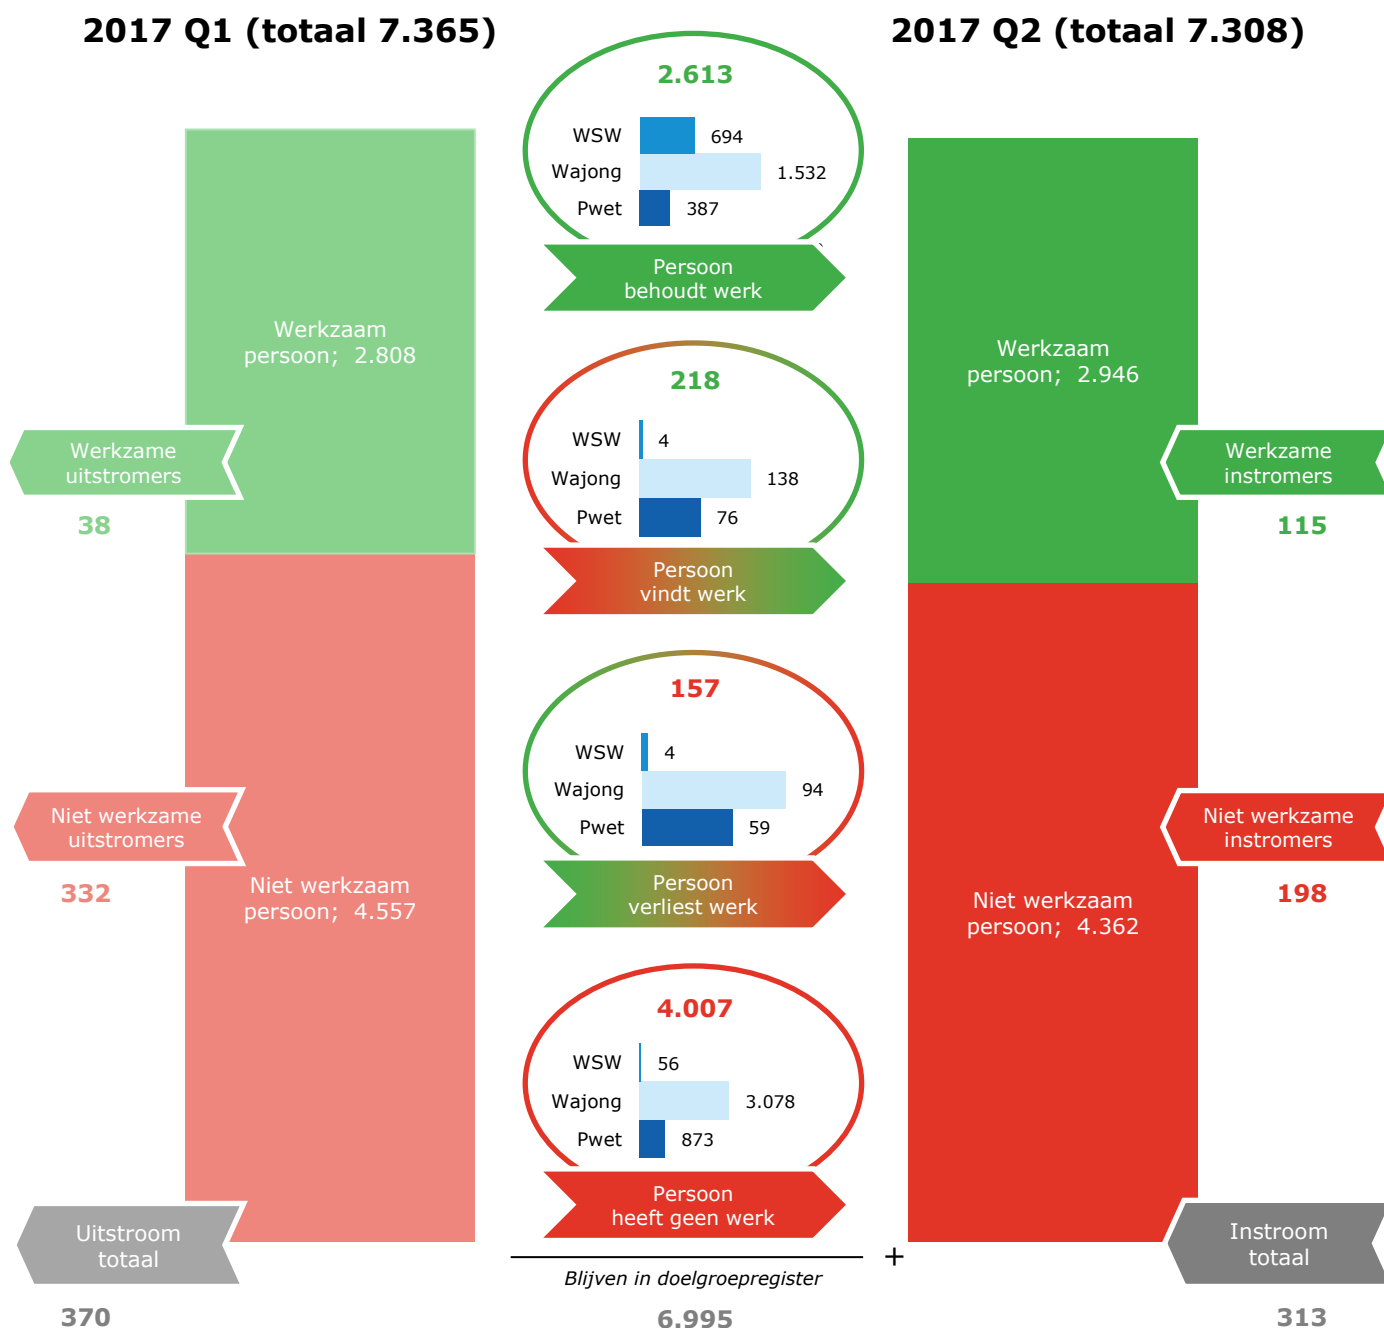 2017 Q1 (totaal 7.365)
2017 Q2 (totaal 7.308)
2.613
WSW 694
Wajong 1.532
Pwet 387
Persoon
behoudt werk
Werkzaam
persoon; 2.808
Werkzaam
persoon; 2.946
218
WSW 4
Wajong 138
Pwet 76
Persoon
vindt werk
Werkzame
uitstromers
38
Werkzame
instromers
115
157
WSW 4
Wajong 94
Pwet 59
Persoon
verliest werk
Niet werkzame
uitstromers
332
Niet werkzaam
persoon; 4.557
Niet werkzaam
persoon; 4.362
Niet werkzame
instromers
198
4.007
WSW 56
Wajong 3.078
Pwet 873
Persoon
heeft geen werk
Uitstroom
totaal
370
+
Blijven in doelgroepregister
6.995
Instroom
totaal
313